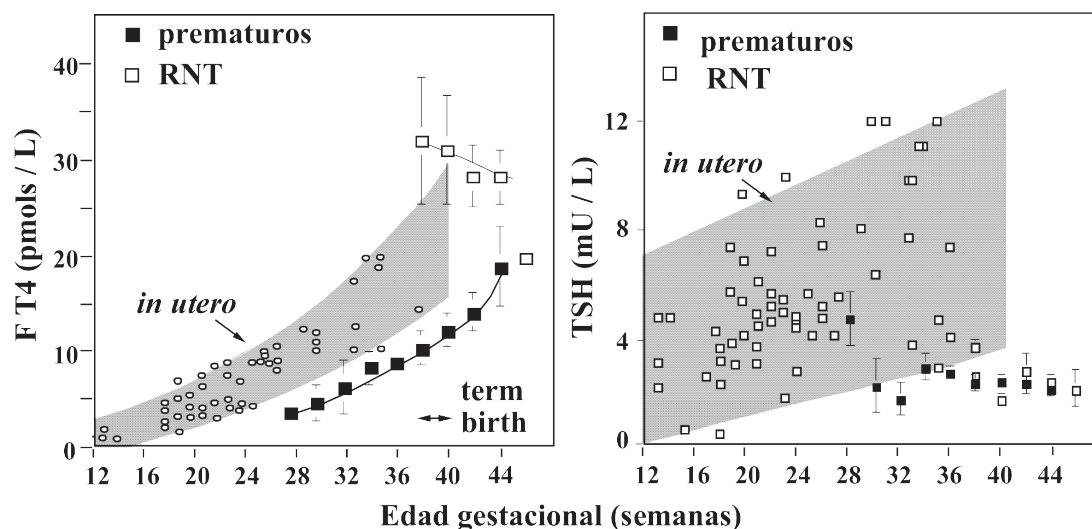 prematuros
RNT
in utero
term
birth
F T4 (pmols / L)
40
30
20
10
0
12
16
20
24
28
32
36
40
44
prematuros
RNT
in utero
TSH (mU / L)
12
8
4
0
12
16
20
24
28
32
36
40
44
Edad gestacional (semanas)